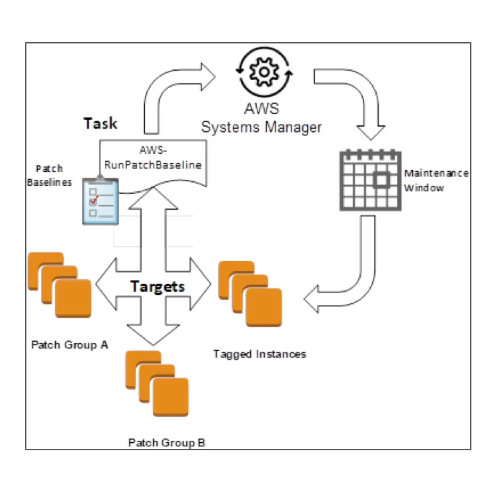 AWS
Systems Manager
Task
AWS-
RunPatchBaseline
Patch
Baselines
Maintenance
Window
Targets
Patch Group A
Tagged Instances
Patch Group B